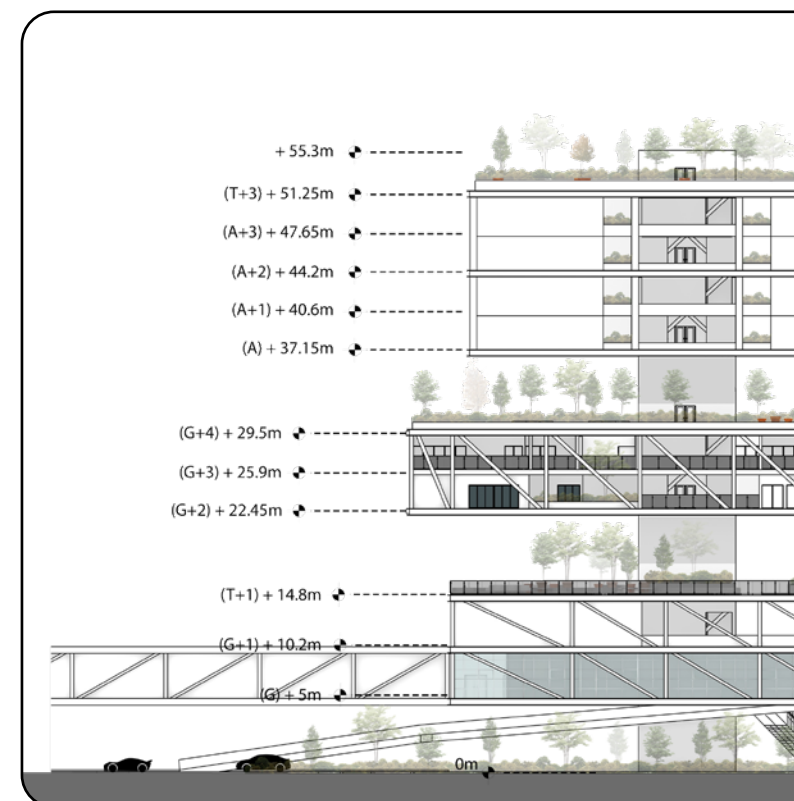 + 55.3m
(T+3) + 51.25m
(A+3) + 47.65m
(A+2) + 44.2m
(A+1) + 40.6m
(A) + 37.15m
(G+4) + 29.5m
(G+3) + 25.9m
(G+2) + 22.45m
(T+1) + 14.8m
(G+1) + 10.2m
(G) + 5m
0m